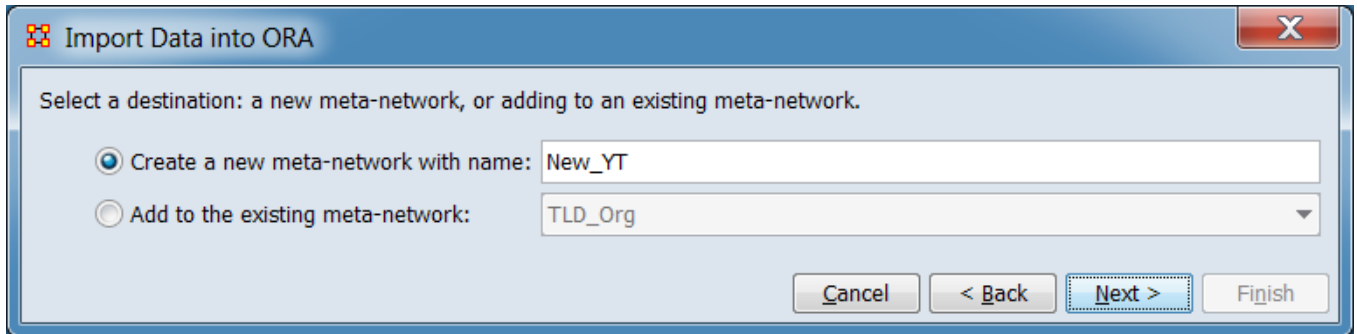 Import Data into ORA
X
Select a destination: a new meta-network, or adding to an existing meta-network.
Create a new meta-network with name: New_YT
Add to the existing meta-network: TLD_Org
Cancel < Back Next > Finish